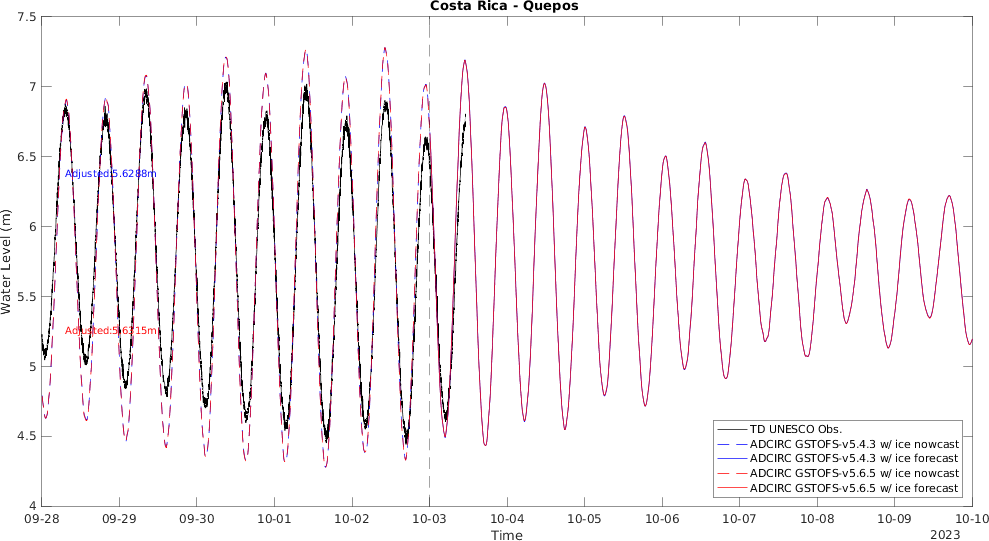 Costa Rica - Quepos
7.5
7
6.5
6
5.5
5
4.5
4
Water Level (m)
Adjusted:5.6288m
Adjusted:5.6315m
TD UNESCO Obs.
ADCIRC GSTOFS-v5.4.3 w/ ice nowcast
ADCIRC GSTOFS-v5.4.3 w/ ice forecast
ADCIRC GSTOFS-v5.6.5 w/ ice nowcast
ADCIRC GSTOFS-v5.6.5 w/ ice forecast
09-28 09-29 09-30 10-01 10-02 10-03 10-04 10-05 10-06 10-07 10-08 10-09 10-10
Time
2023